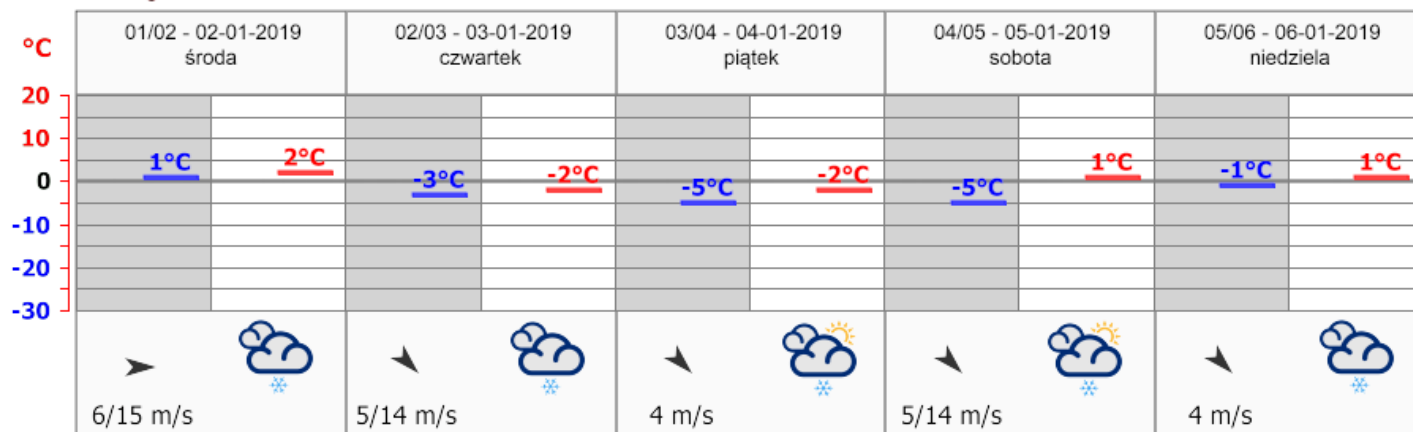 01/02 - 02-01-2019
środa
02/03 - 03-01-2019
czwartek
03/04 - 04-01-2019
piątek
04/05 - 05-01-2019
sobota
05/06 - 06-01-2019
niedziela
°C
20
10
0
-10
-20
-30
1°C
2°C
-3°C
-2°C
-5°C
-2°C
-5°C
1°C
-1°C
1°C
6/15 m/s
5/14 m/s
4 m/s
5/14 m/s
4 m/s